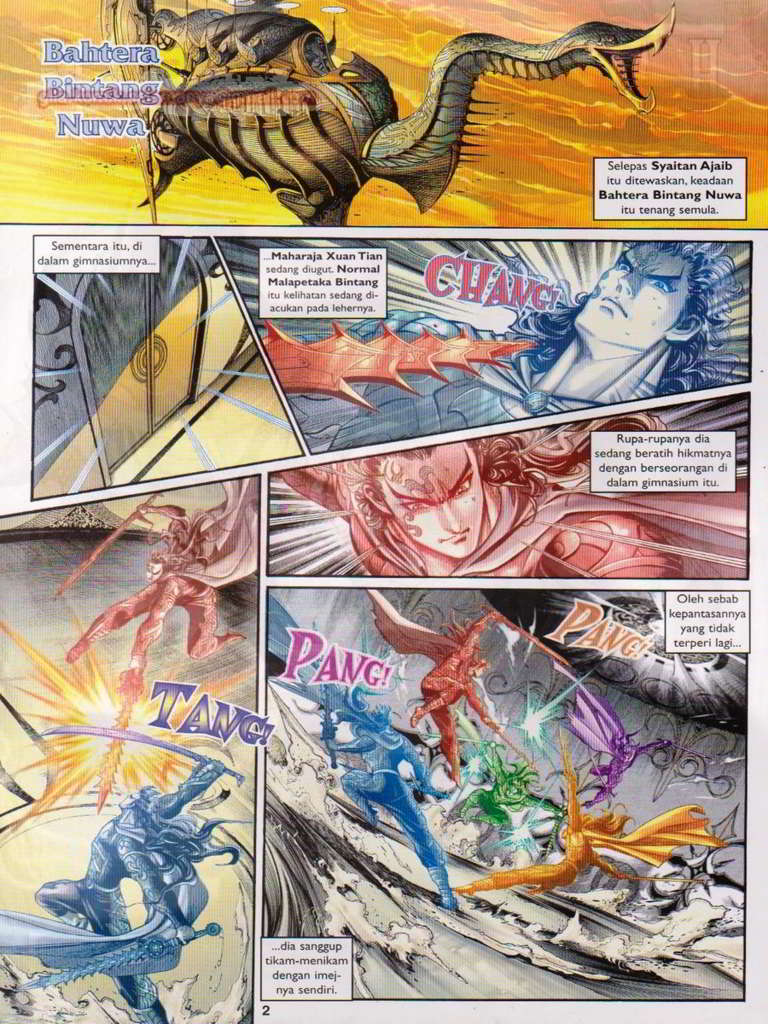 Bahtera
Bintang
Nuwa
Selepas Syaitan Ajaib
itu ditewaskan, keadaan
Bahtera Bintang Nuwa
itu tenang semula.
Sementara itu, di
dalam gimnasiumnya...
...Maharaja Xuan Tian
sedang diugut. Normal
Malapetaka Bintang
itu kelihatan sedang di-
acukan pada lehernya.
CHANG!
Rupa-rupanya dia
sedang beratih hikmatnya
dengan berseorangan di
dalam gimnasium itu.
TANG!
Oleh sebab
kepantasannya
yang tidak
terperi lagi...
PANG!
PANG!
...dia sanggup
tikam-menikam
dengan imej-
nya sendiri.
2